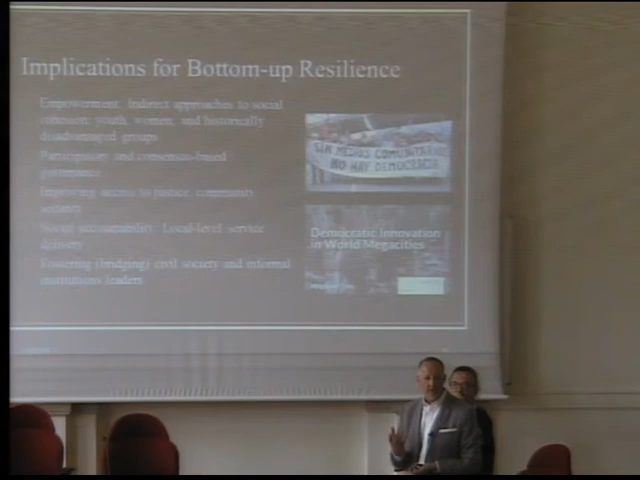 Implications for Bottom-up Resilience
Empowerment: Indirect approaches to social
cohesion: youth, women, and historically
disadvantaged groups
Participatory and consensus-based
governance
Improving access to justice, community
security
Social accountability: Local-level service
delivery
Fostering (bridging) civil society and informal
institutions leaders
SIN MEDIOS COMUNITARIOS
NO HAY DEMOCRACIA
Democratic Innovation
in World Megacities